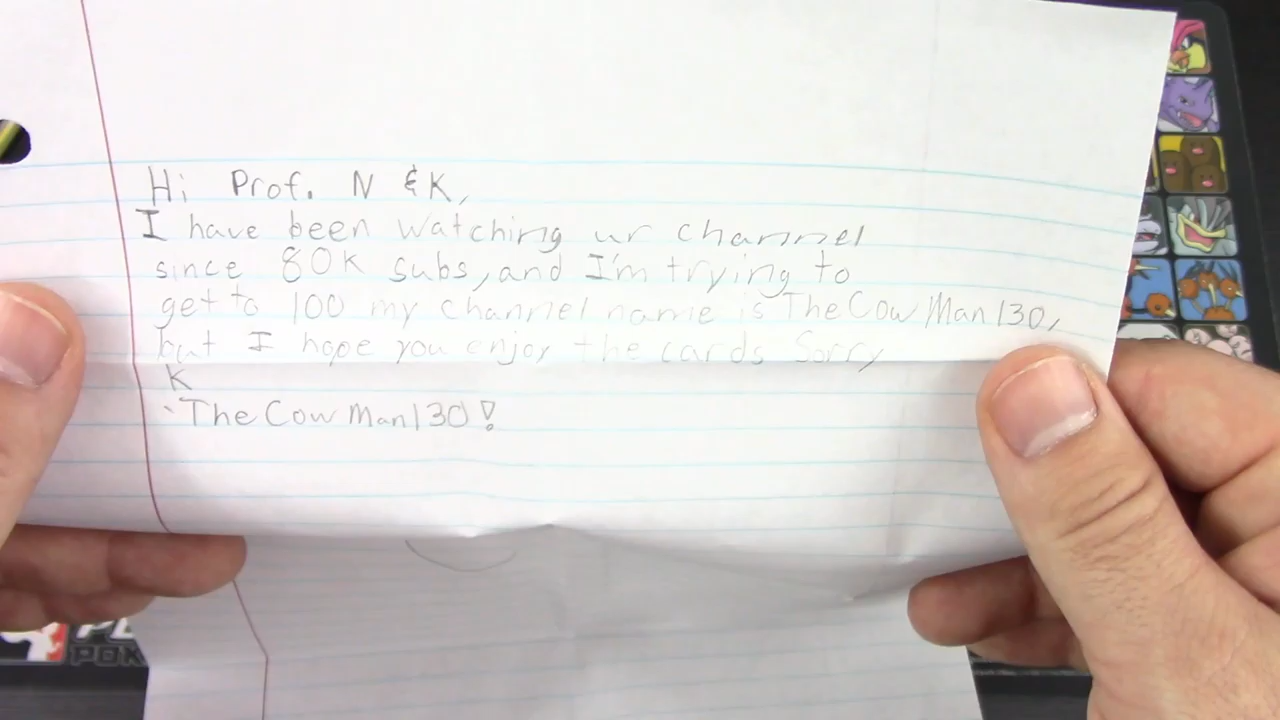 Hi Prof. N & K,
I have been watching ur channel
since 80K subs, and I'm trying to
get to 100 my channel name is TheCowMan130,
but I hope you enjoy the cards Sorry
K
TheCowMan130!
POK